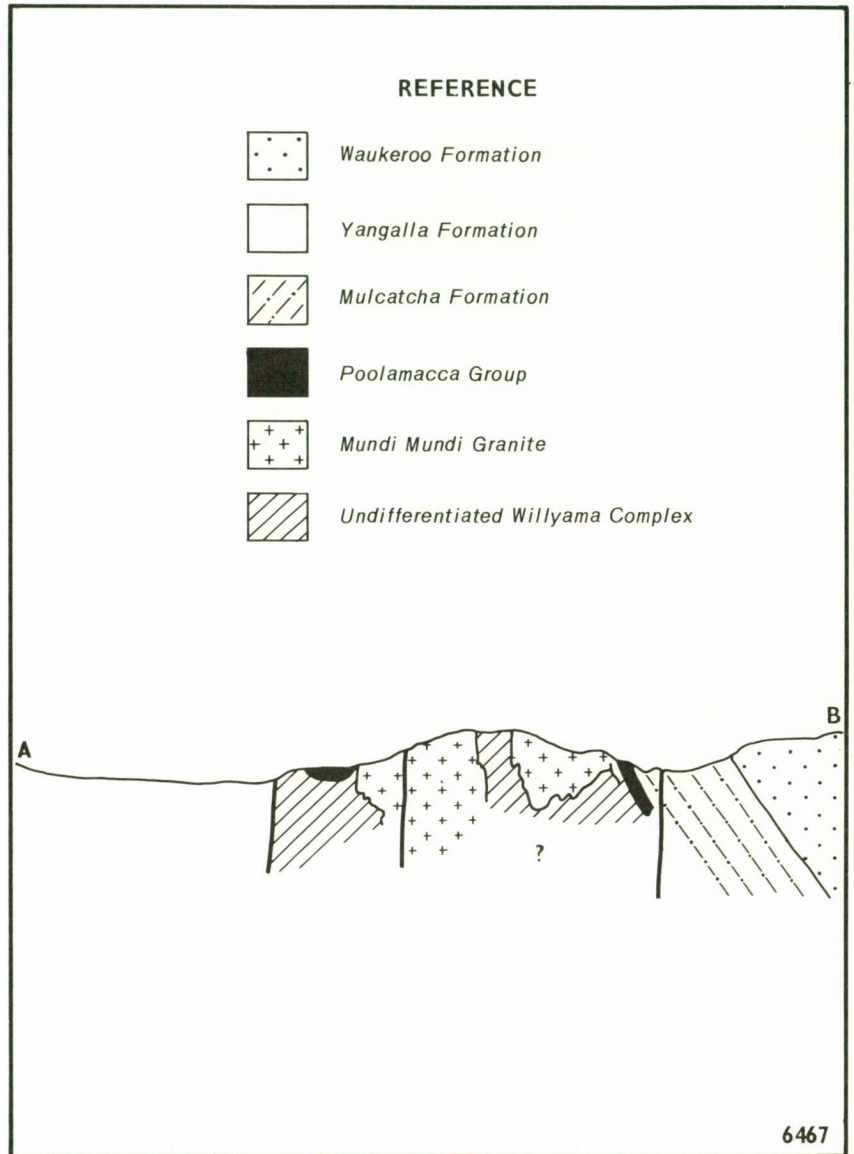 REFERENCE
Waukeroo Formation
Yangalla Formation
Mulcatcha Formation
Poolamacca Group
Mundi Mundi Granite
Undifferentiated Willyama Complex
A
B
?
6467